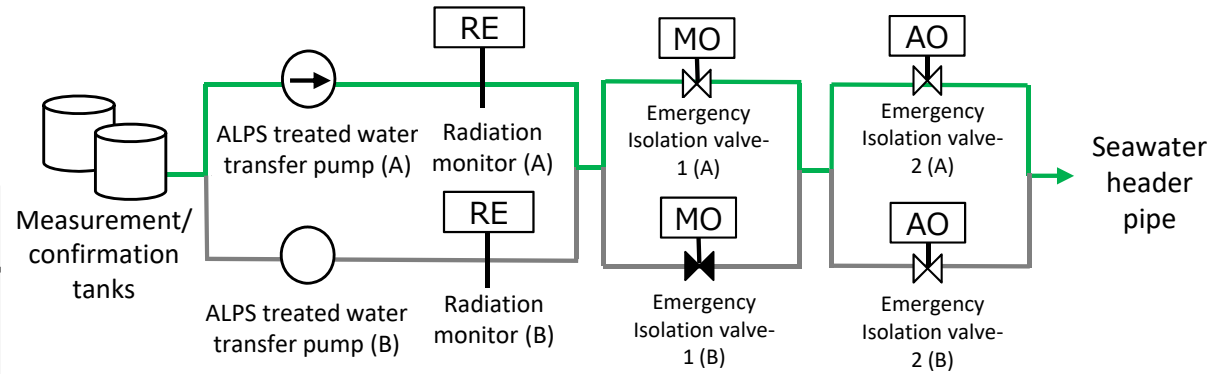 RE
MO
AO
ALPS treated water
transfer pump (A)
Radiation
monitor (A)
Emergency
Isolation valve-
1 (A)
Emergency
Isolation valve-
2 (A)
Measurement/
confirmation
tanks
Seawater
header
pipe
RE
MO
AO
ALPS treated water
transfer pump (B)
Radiation
monitor (B)
Emergency
Isolation valve-
1 (B)
Emergency
Isolation valve-
2 (B)